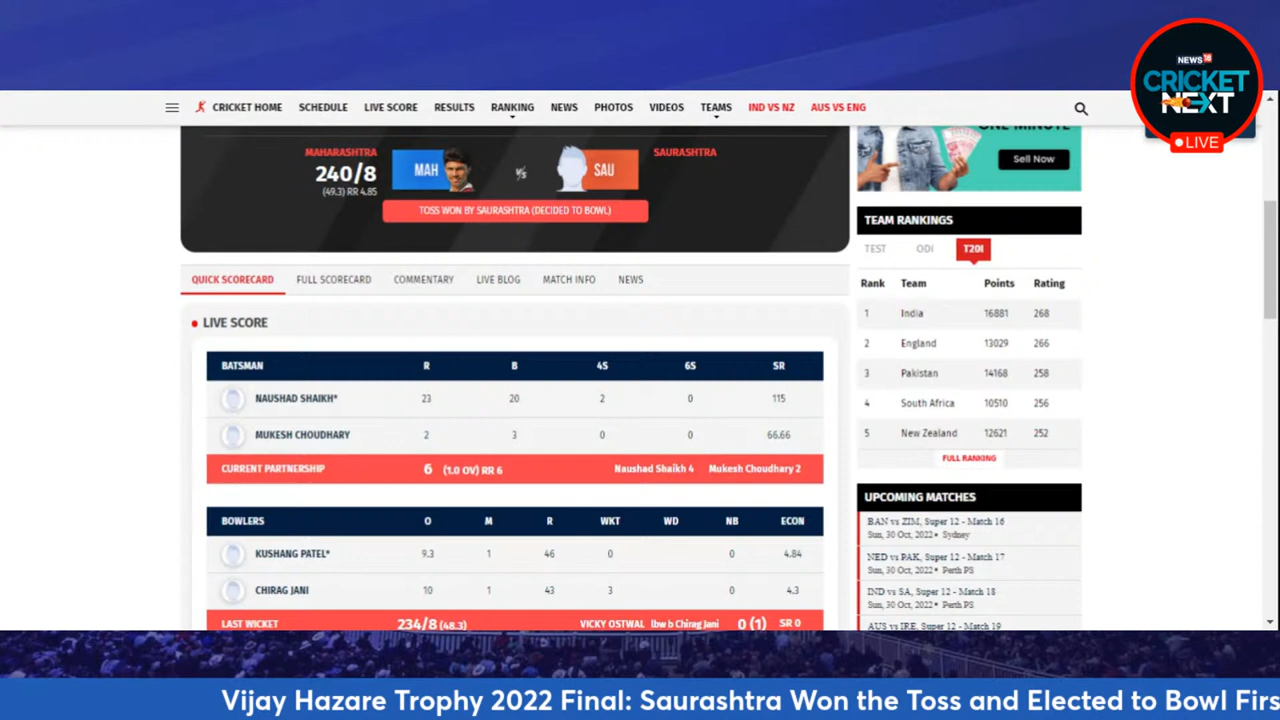 NEWS18
CRICKET
NEXT
LIVE
CRICKET HOME SCHEDULE LIVE SCORE RESULTS RANKING NEWS PHOTOS VIDEOS TEAMS IND VS NZ AUS VS ENG
MAHARASHTRA
240/8
(49.3) RR 4.85
MAH
V/S
SAU
SAURASHTRA
TOSS WON BY SAURASHTRA (DECIDED TO BOWL)
ONE MINUTE
Sell Now
QUICK SCORECARD FULL SCORECARD COMMENTARY LIVE BLOG MATCH INFO NEWS
LIVE SCORE
BATSMAN R B 4S 6S SR
NAUSHAD SHAIKH* 23 20 2 0 115
MUKESH CHOUDHARY 2 3 0 0 66.66
CURRENT PARTNERSHIP 6 (1.0 OV) RR 6 Naushad Shaikh 4 Mukesh Choudhary 2
BOWLERS O M R WKT WD NB ECON
KUSHANG PATEL* 9.3 1 46 0 0 4.84
CHIRAG JANI 10 1 43 3 0 4.3
LAST WICKET 234/8 (48.3) VICKY OSTWAL lbw b Chirag Jani 0 (1) SR 0
TEAM RANKINGS
TEST ODI T20I
Rank Team Points Rating
1 India 16881 268
2 England 13029 266
3 Pakistan 14168 258
4 South Africa 10510 256
5 New Zealand 12621 252
FULL RANKING
UPCOMING MATCHES
BAN vs ZIM, Super 12 - Match 16
Sun, 30 Oct, 2022 • Sydney
NED vs PAK, Super 12 - Match 17
Sun, 30 Oct, 2022 • Perth PS
IND vs SA, Super 12 - Match 18
Sun, 30 Oct, 2022 • Perth PS
AUS vs IRE, Super 12 - Match 19
Vijay Hazare Trophy 2022 Final: Saurashtra Won the Toss and Elected to Bowl Firs